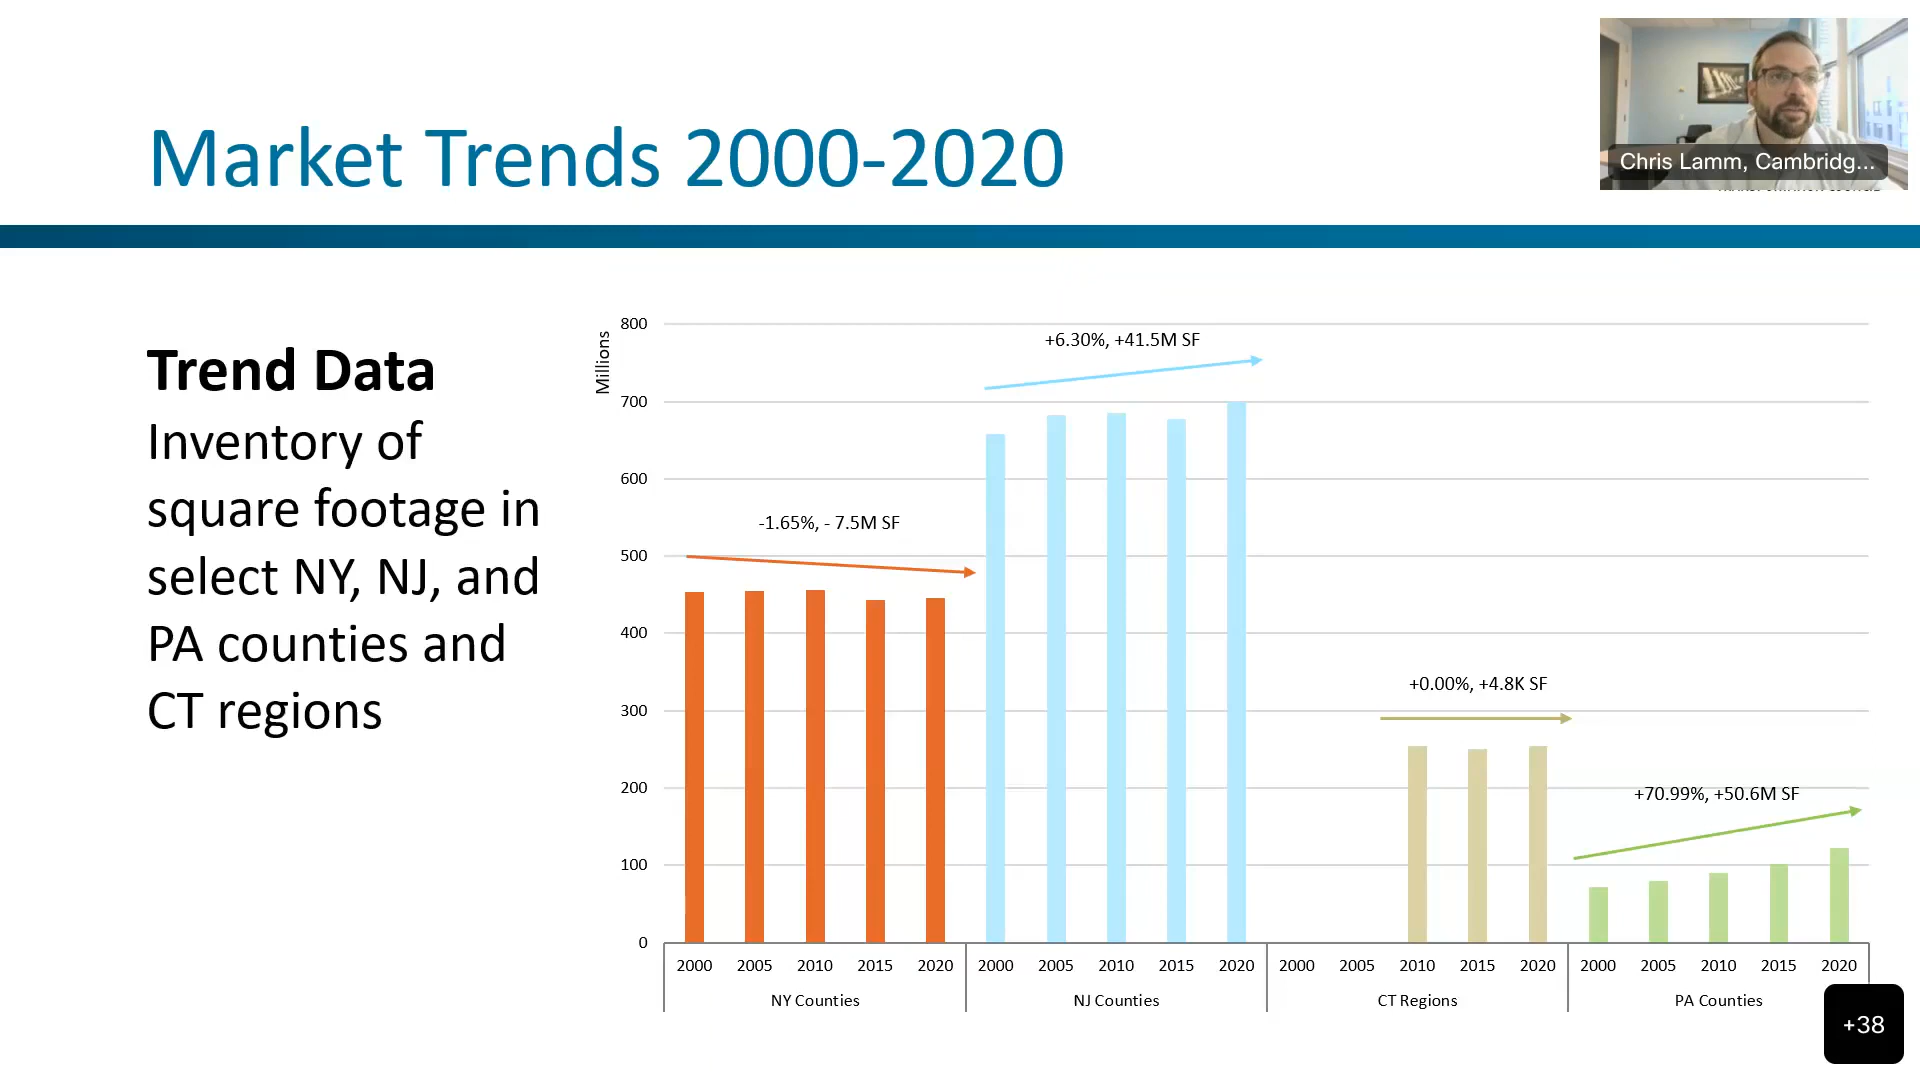 Market Trends 2000-2020
Chris Lamm, Cambridg...
Trend Data
Inventory of
square footage in
select NY, NJ, and
PA counties and
CT regions
Millions
800
700
600
500
400
300
200
100
0
-1.65%, - 7.5M SF
+6.30%, +41.5M SF
+0.00%, +4.8K SF
+70.99%, +50.6M SF
2000 2005 2010 2015 2020 2000 2005 2010 2015 2020 2000 2005 2010 2015 2020 2000 2005 2010 2015 2020
NY Counties NJ Counties CT Regions PA Counties
+38